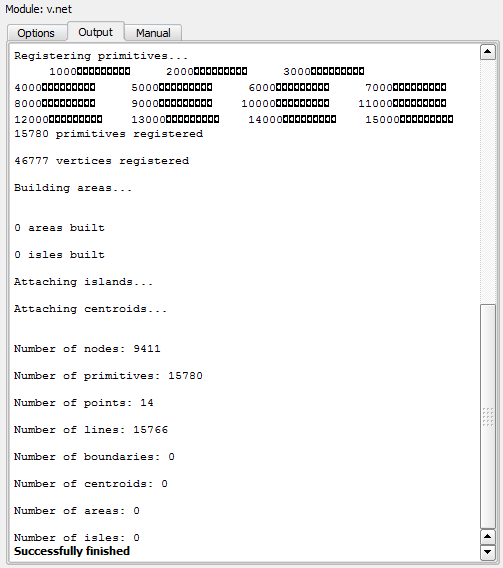 Module: v.net
Options Output Manual
Registering primitives...
1000 2000 3000
4000 5000 6000 7000
8000 9000 10000 11000
12000 13000 14000 15000
15780 primitives registered
46777 vertices registered
Building areas...
0 areas built
0 isles built
Attaching islands...
Attaching centroids...
Number of nodes: 9411
Number of primitives: 15780
Number of points: 14
Number of lines: 15766
Number of boundaries: 0
Number of centroids: 0
Number of areas: 0
Number of isles: 0
Successfully finished